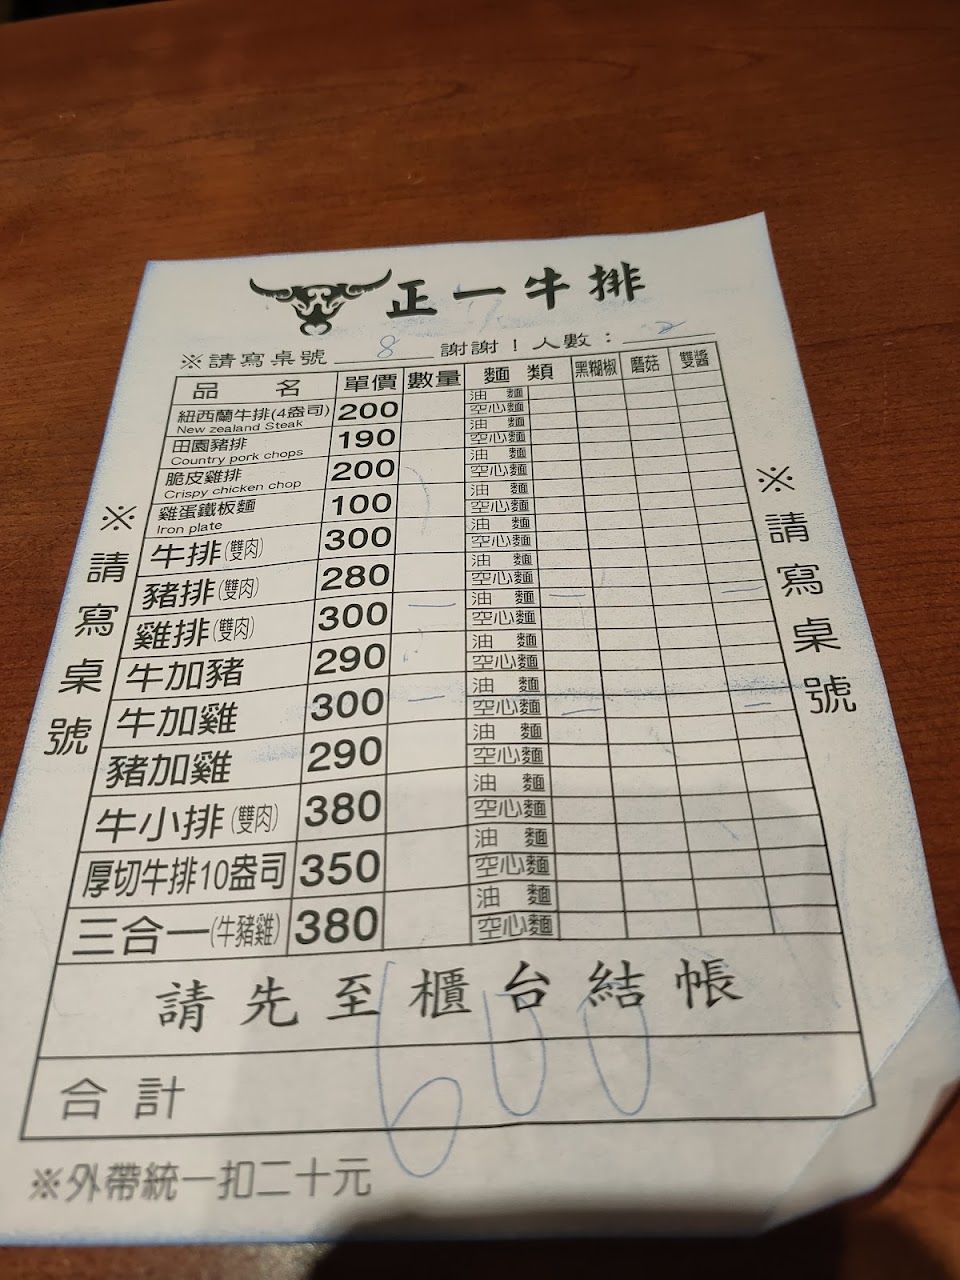 正一牛排
※請寫桌號 8 謝謝！人數：2
品名 單價 數量 麵類 黑糊椒 磨菇 雙醬
紐西蘭牛排(4盎司) 200 油麵
New zealand Steak 空心麵
田園豬排 190 油麵
Country pork chops 空心麵
脆皮雞排 200 油麵
Crispy chicken chop 空心麵
雞蛋鐵板麵 100 油麵
Iron plate 空心麵
牛排(雙肉) 300 油麵
空心麵
豬排(雙肉) 280 油麵
空心麵
雞排(雙肉) 300 一 油麵 一 一
空心麵
牛加豬 290 油麵
空心麵
牛加雞 300 一 油麵
空心麵 一 一
豬加雞 290 油麵
空心麵
牛小排(雙肉) 380 油麵
空心麵
厚切牛排10盎司 350 油麵
空心麵
三合一(牛豬雞) 380 油麵
空心麵
請先至櫃台結帳
合計 600
※外帶統一扣二十元
※請寫桌號
※請寫桌號